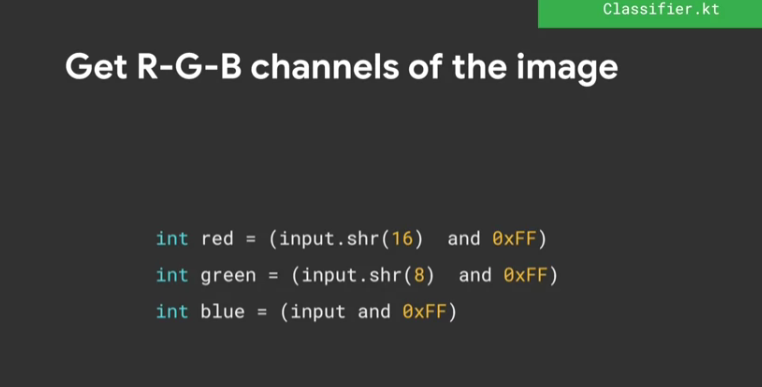 Classifier.kt
Get R-G-B channels of the image
int red = (input.shr(16)  and 0xFF)
int green = (input.shr(8)  and 0xFF)
int blue = (input and 0xFF)